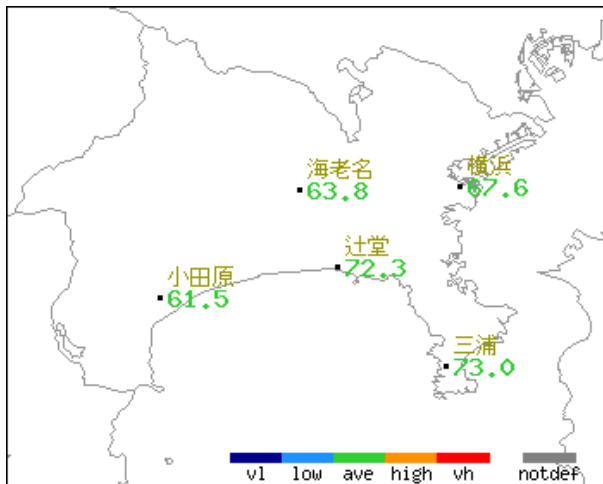 海老名
63.8
横浜
67.6
辻堂
72.3
小田原
61.5
三浦
73.0
vl low ave high vh notdef